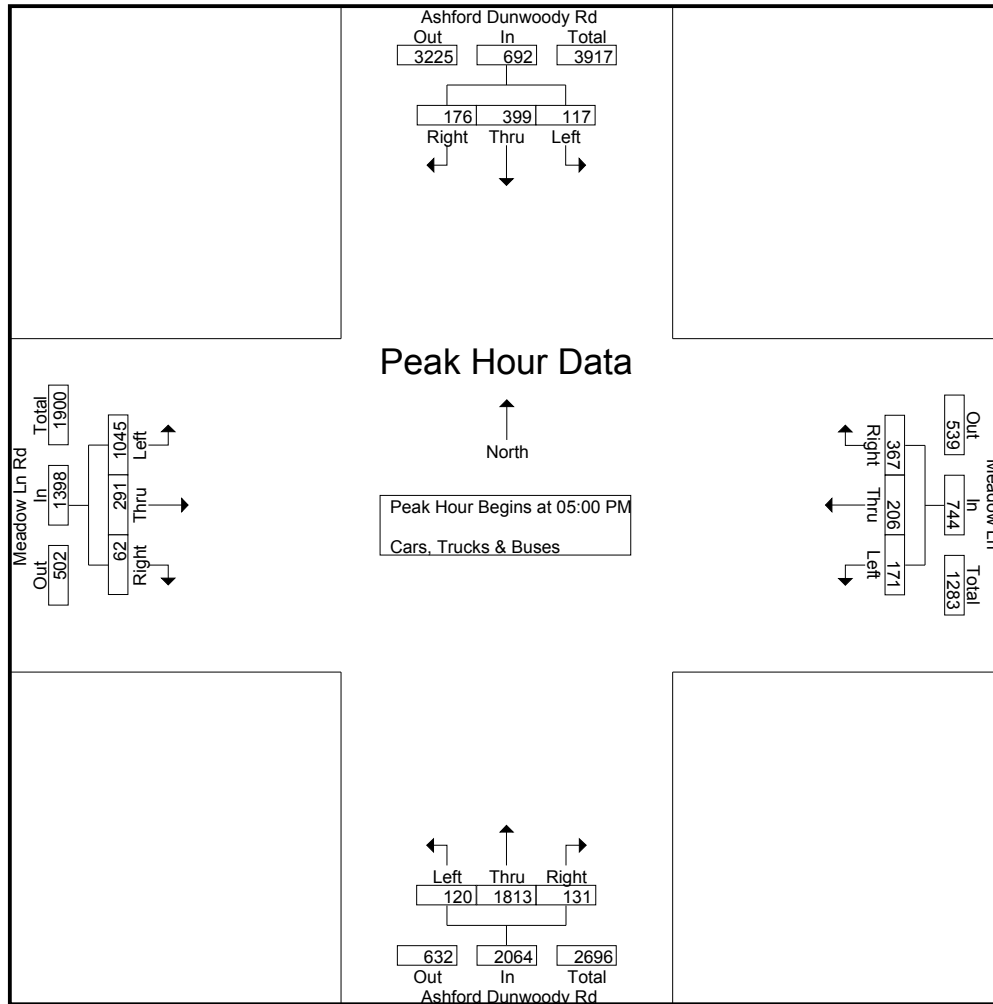 Ashford Dunwoody Rd
Out In Total
3225 692 3917
176 399 117
Right Thru Left
Peak Hour Data
North
Peak Hour Begins at 05:00 PM
Cars, Trucks & Buses
Meadow Ln Rd
Out In Total
502 1398 1900
62 291 1045
Right Thru Left
Meadow Ln
Out In Total
539 744 1283
367 206 171
Right Thru Left
Left Thru Right
120 1813 131
632 2064 2696
Out In Total
Ashford Dunwoody Rd